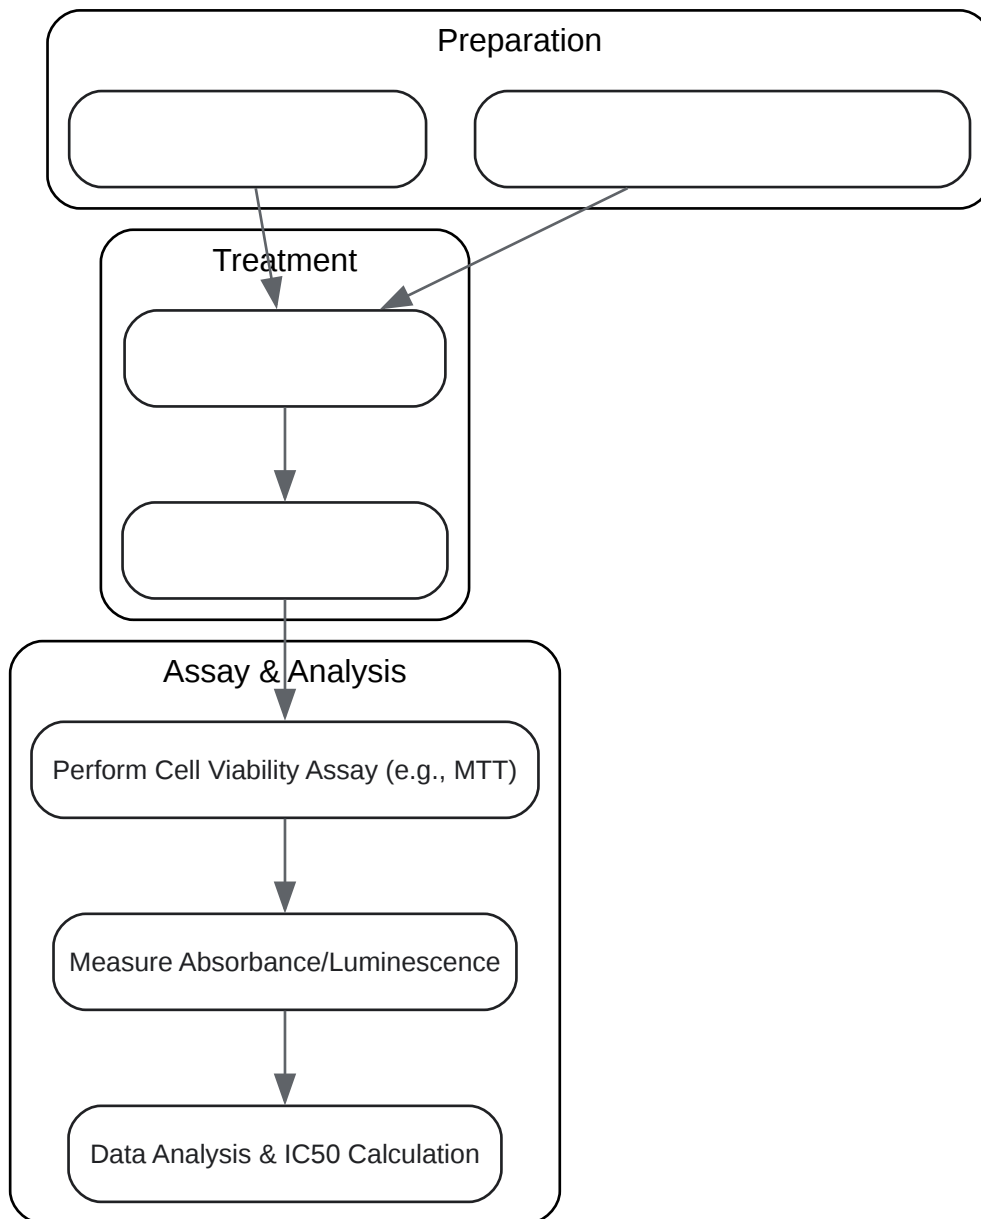 Preparation
Treatment
Assay & Analysis
Perform Cell Viability Assay (e.g., MTT)
Measure Absorbance/Luminescence
Data Analysis & IC50 Calculation